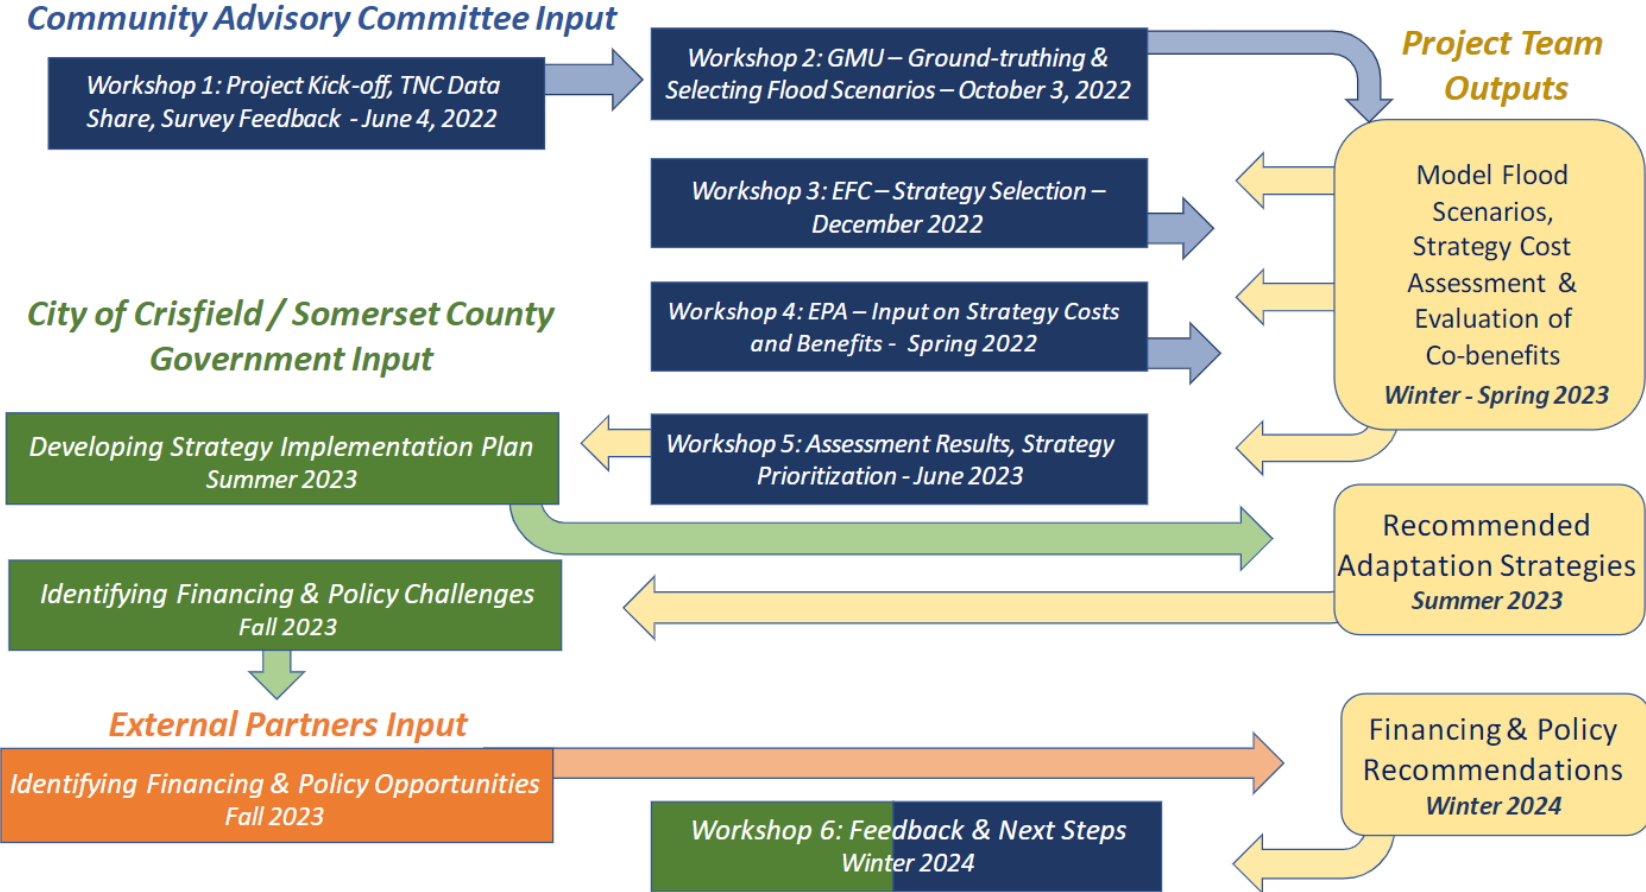 Community Advisory Committee Input
Workshop 1: Project Kick-off, TNC Data
Share, Survey Feedback - June 4, 2022
Workshop 2: GMU – Ground-truthing &
Selecting Flood Scenarios – October 3, 2022
Project Team
Outputs
Workshop 3: EFC – Strategy Selection –
December 2022
Model Flood
Scenarios,
Strategy Cost
Assessment &
Evaluation of
Co-benefits
Winter - Spring 2023
City of Crisfield / Somerset County
Government Input
Workshop 4: EPA – Input on Strategy Costs
and Benefits - Spring 2022
Developing Strategy Implementation Plan
Summer 2023
Workshop 5: Assessment Results, Strategy
Prioritization - June 2023
Recommended
Adaptation Strategies
Summer 2023
Identifying Financing & Policy Challenges
Fall 2023
External Partners Input
Identifying Financing & Policy Opportunities
Fall 2023
Financing & Policy
Recommendations
Winter 2024
Workshop 6: Feedback & Next Steps
Winter 2024